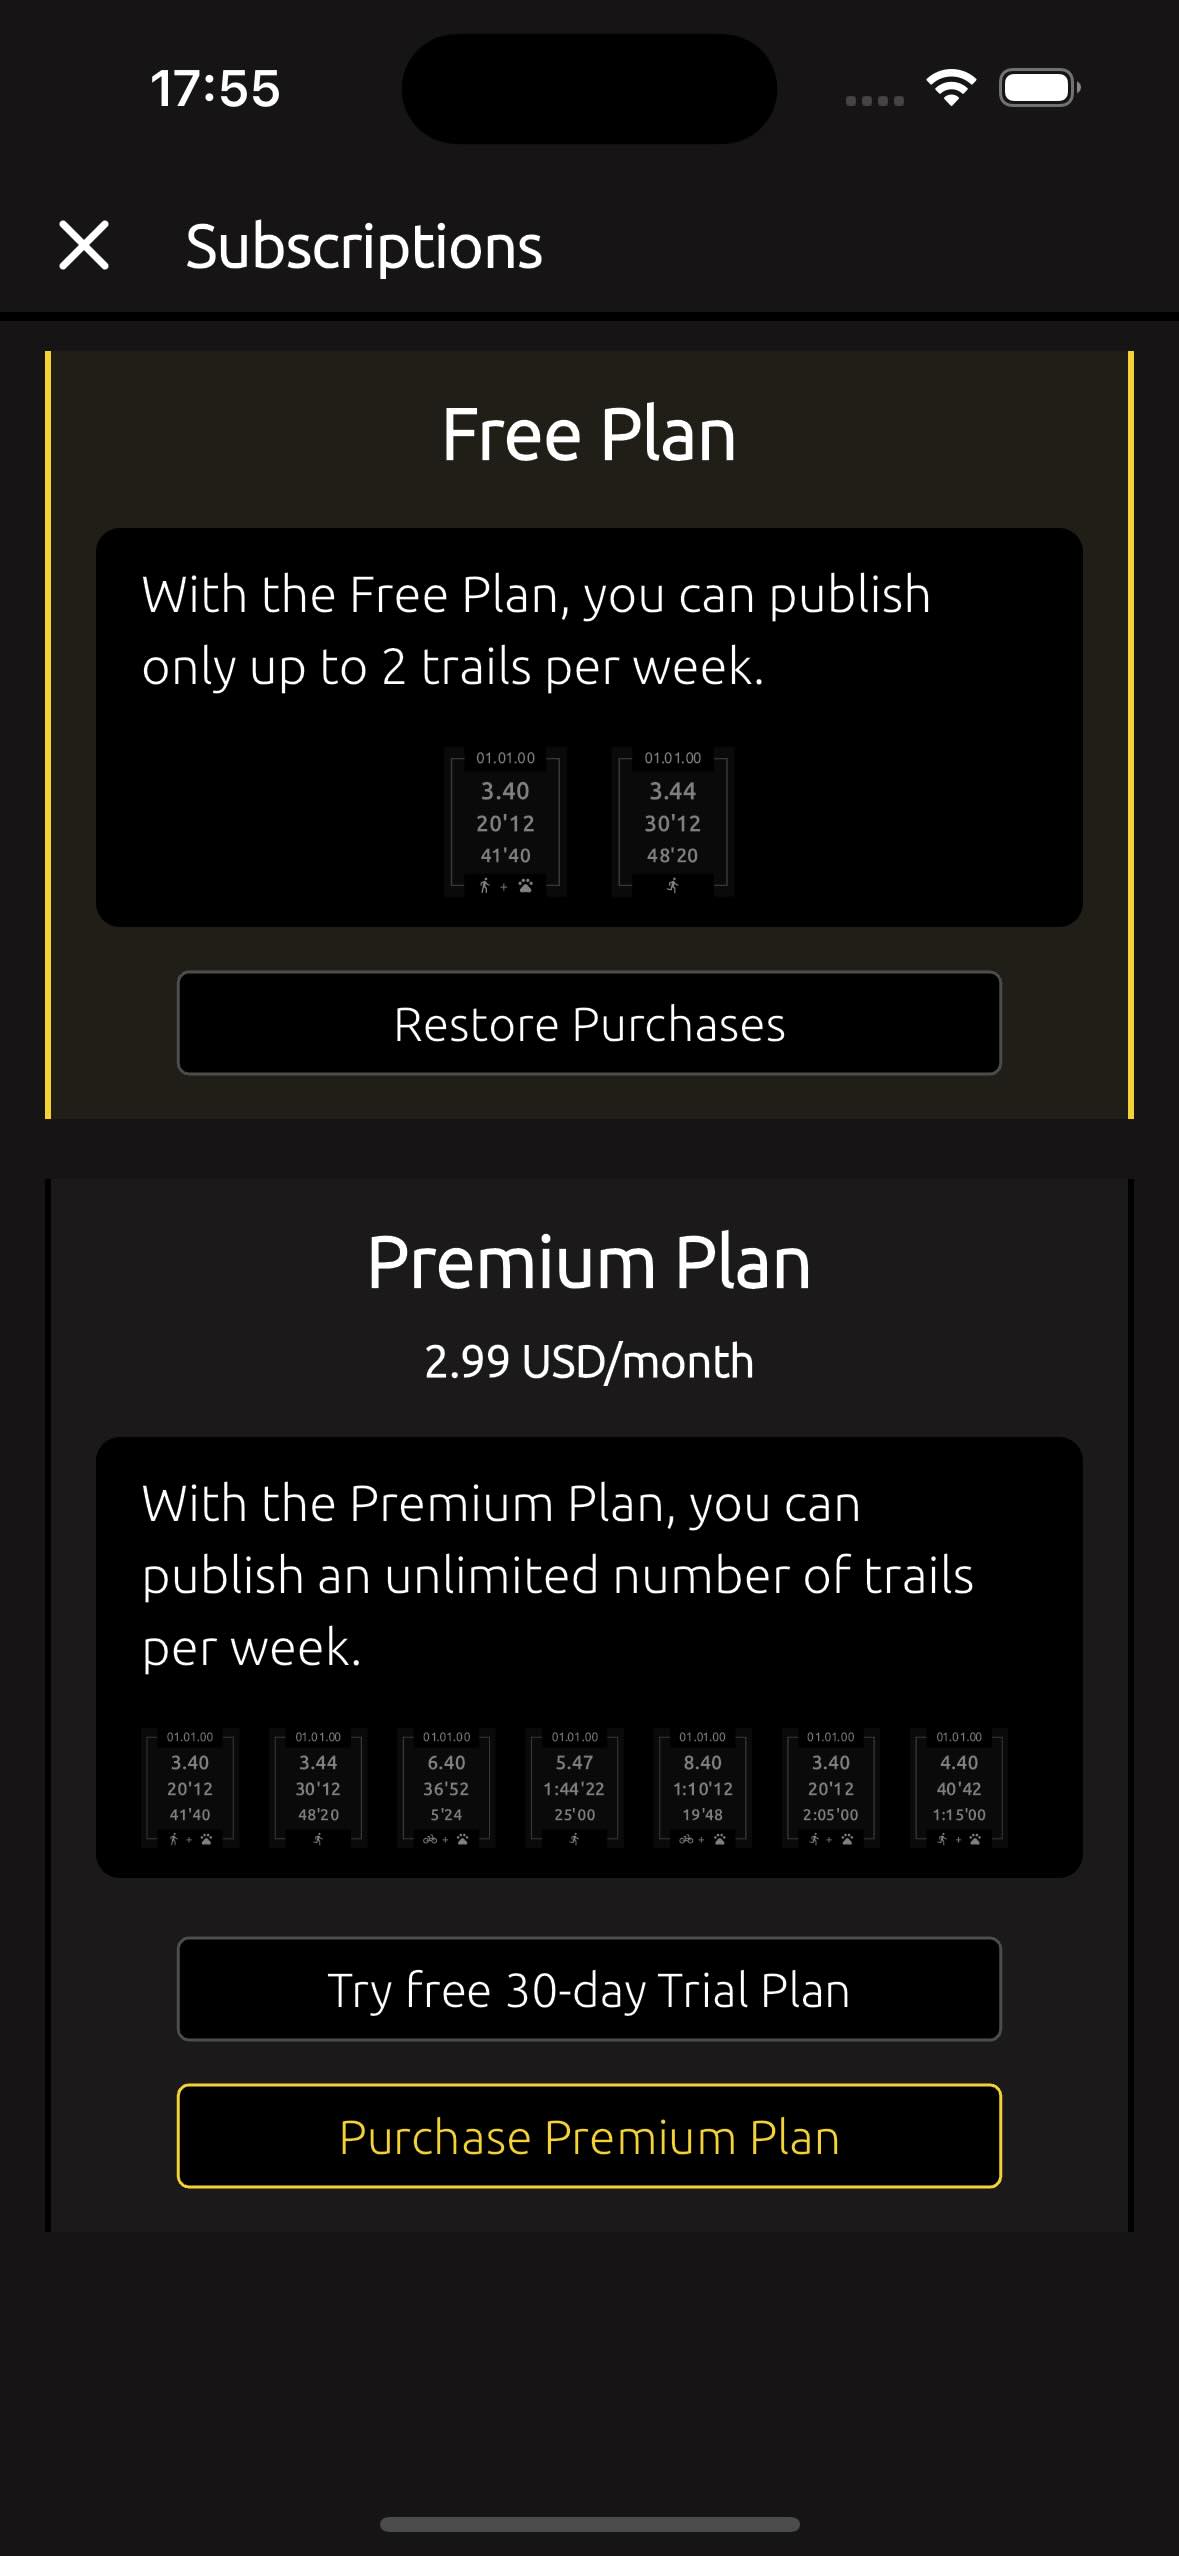 17:55
Subscriptions
Free Plan
With the Free Plan, you can publish
only up to 2 trails per week.
01.01.00 01.01.00
3.40 3.44
20'12 30'12
41'40 48'20
+
Restore Purchases
Premium Plan
2.99 USD/month
With the Premium Plan, you can
publish an unlimited number of trails
per week.
01.01.00 01.01.00 01.01.00 01.01.00 01.01.00 01.01.00 01.01.00
3.40 3.44 6.40 5.47 8.40 3.40 4.40
20'12 30'12 36'52 1:44'22 1:10'12 20'12 40'42
41'40 48'20 5'24 25'00 19'48 2:05'00 1:15'00
+ + + + +
Try free 30-day Trial Plan
Purchase Premium Plan